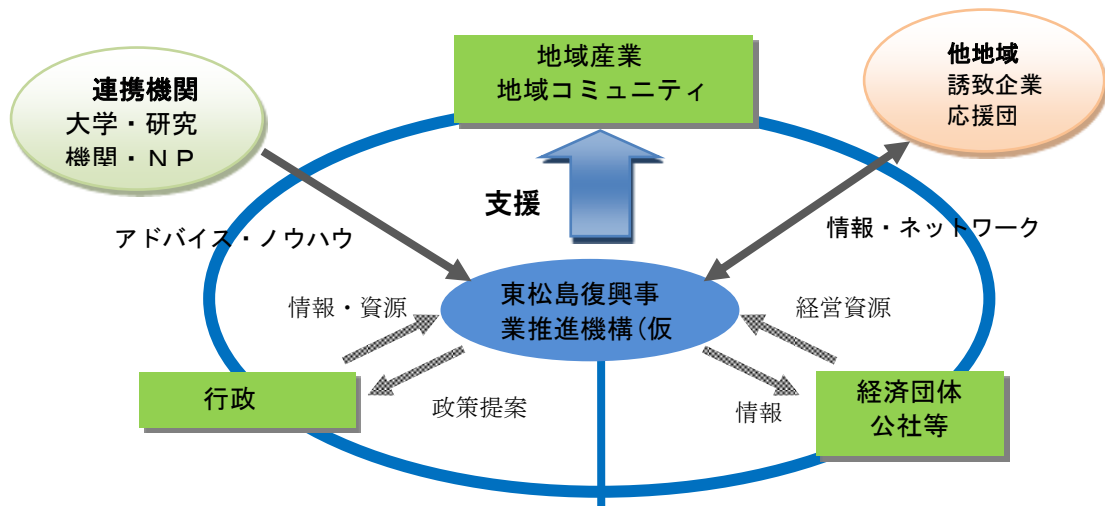 連携機関
大学・研究
機関・ＮＰ
地域産業
地域コミュニティ
他地域
誘致企業
応援団
支援
アドバイス・ノウハウ
情報・ネットワーク
東松島復興事
業推進機構(仮
情報・資源
経営資源
行政
政策提案
情報
経済団体
公社等